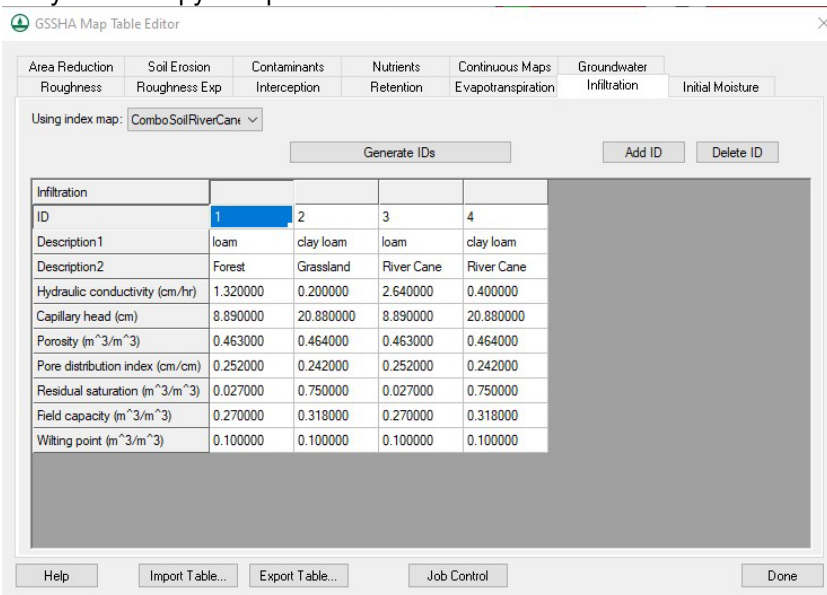 GSSHA Map Table Editor
Area Reduction Soil Erosion Contaminants Nutrients Continuous Maps Groundwater
Roughness Roughness Exp Interception Retention Evapotranspiration Infiltration Initial Moisture
Using index map: ComboSoilRiverCane
Generate IDs Add ID Delete ID
Infiltration
ID 1 2 3 4
Description1 loam clay loam loam clay loam
Description2 Forest Grassland River Cane River Cane
Hydraulic conductivity (cm/hr) 1.320000 0.200000 2.640000 0.400000
Capillary head (cm) 8.890000 20.880000 8.890000 20.880000
Porosity (m^3/m^3) 0.463000 0.464000 0.463000 0.464000
Pore distribution index (cm/cm) 0.252000 0.242000 0.252000 0.242000
Residual saturation (m^3/m^3) 0.027000 0.750000 0.027000 0.750000
Field capacity (m^3/m^3) 0.270000 0.318000 0.270000 0.318000
Wilting point (m^3/m^3) 0.100000 0.100000 0.100000 0.100000
Help Import Table... Export Table... Job Control Done